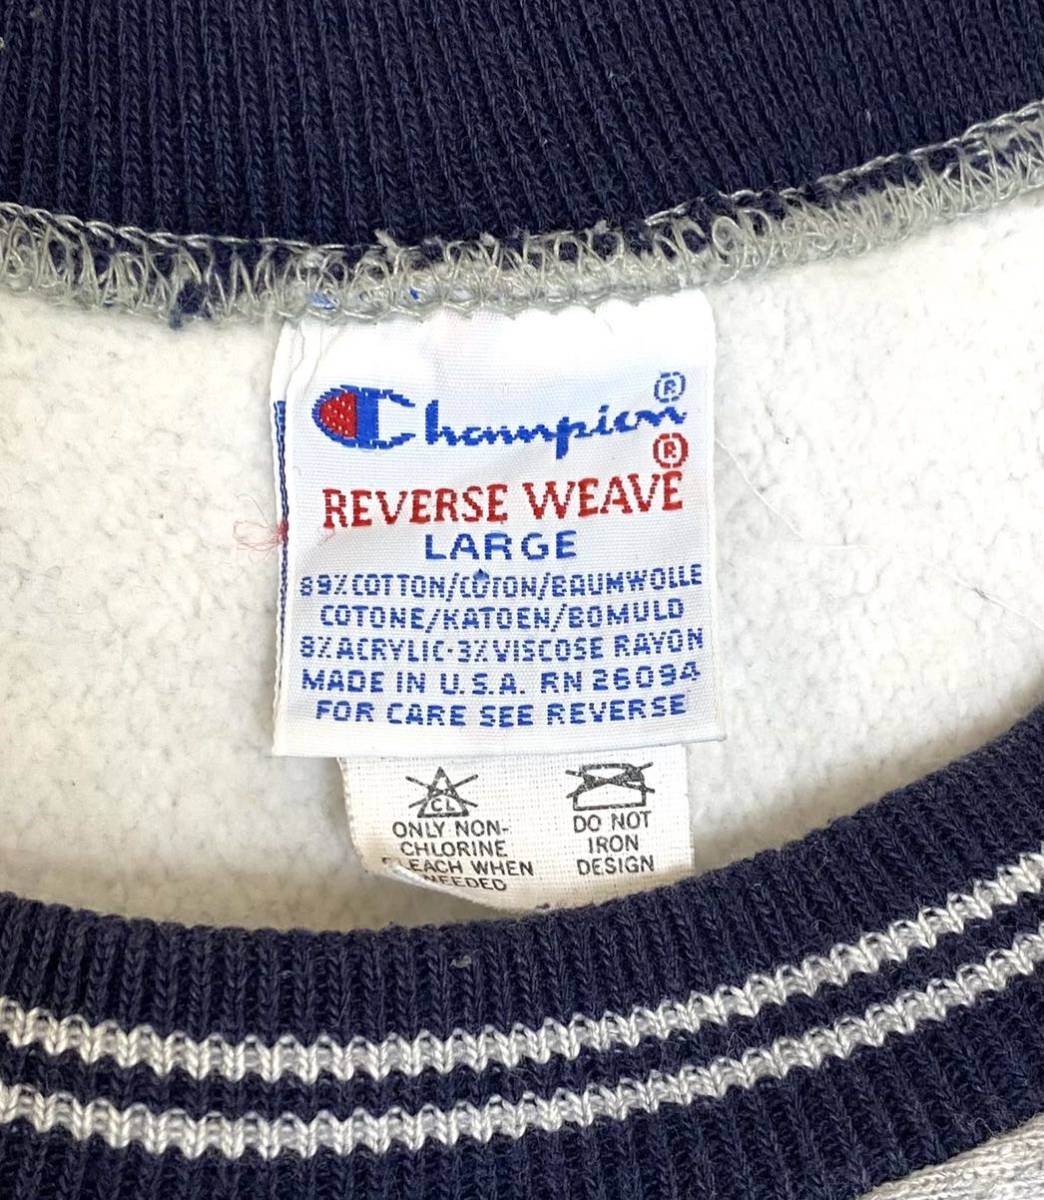 Champion®
REVERSE WEAVE®
LARGE
89%COTTON/COTON/BAUMWOLLE
COTONE/KATOEN/BOMULD
8%ACRYLIC·3%VISCOSE RAYON
MADE IN U.S.A. RN 26094
FOR CARE SEE REVERSE
CL
ONLY NON-
CHLORINE
BLEACH WHEN
NEEDED
DO NOT
IRON
DESIGN